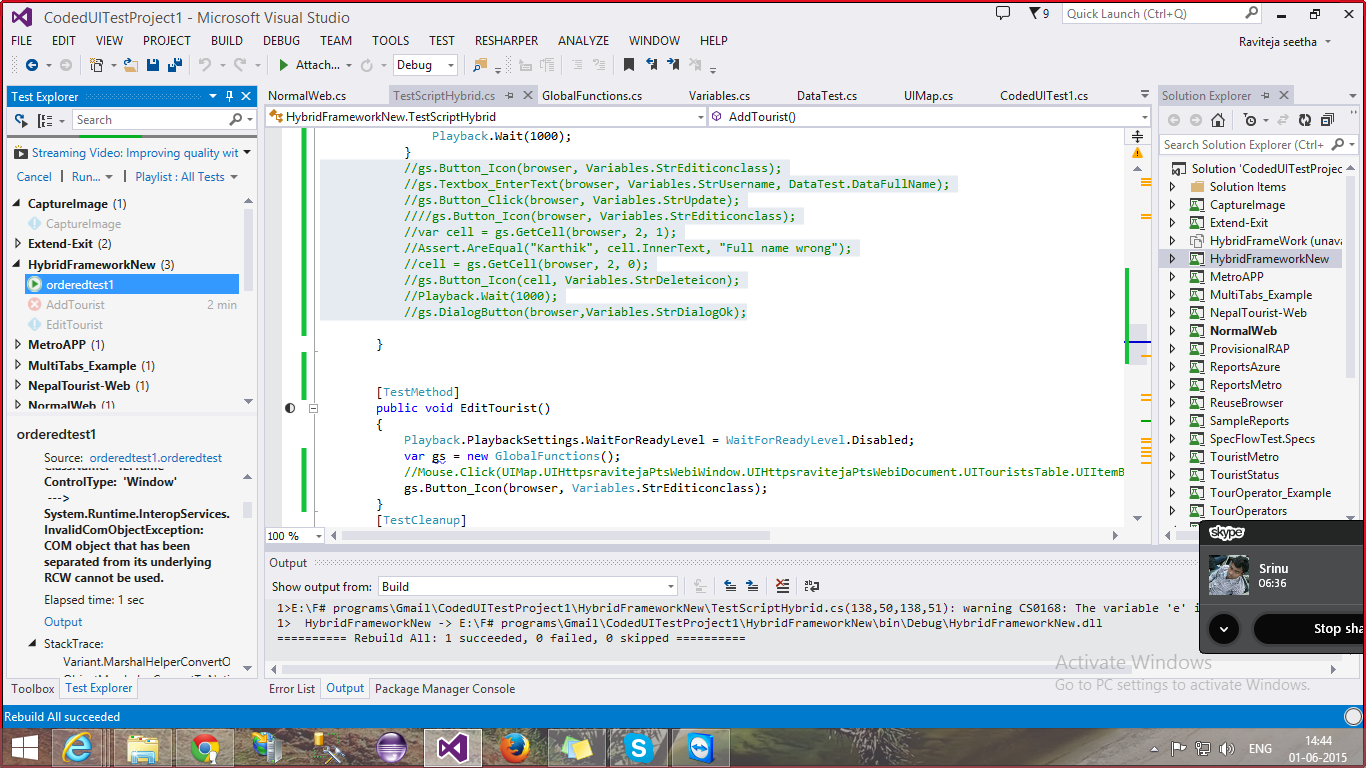 CodedUITestProject1 - Microsoft Visual Studio
9
Quick Launch (Ctrl+Q)
FILE EDIT VIEW PROJECT BUILD DEBUG TEAM TOOLS TEST RESHARPER ANALYZE WINDOW HELP
Raviteja seetha
Attach...
Debug
Test Explorer
Search
Streaming Video: Improving quality wit
Cancel Run... Playlist : All Tests
CaptureImage (1)
CaptureImage
Extend-Exit (2)
HybridFrameworkNew (3)
orderedtest1
AddTourist 2 min
EditTourist
MetroAPP (1)
MultiTabs_Example (1)
NepalTourist-Web (1)
NormalWeb (1)
orderedtest1
Source: orderedtest1.orderedtest
ControlType: 'Window'
--->
System.Runtime.InteropServices.
InvalidComObjectException:
COM object that has been
separated from its underlying
RCW cannot be used.
Elapsed time: 1 sec
Output
StackTrace:
Variant.MarshalHelperConvertO
Toolbox Test Explorer
NormalWeb.cs TestScriptHybrid.cs GlobalFunctions.cs Variables.cs DataTest.cs UIMap.cs CodedUITest1.cs
HybridFrameworkNew.TestScriptHybrid AddTourist()
Playback.Wait(1000);
}
//gs.Button_Icon(browser, Variables.StrEditiconclass);
//gs.Textbox_EnterText(browser, Variables.StrUsername, DataTest.DataFullName);
//gs.Button_Click(browser, Variables.StrUpdate);
////gs.Button_Icon(browser, Variables.StrEditiconclass);
//var cell = gs.GetCell(browser, 2, 1);
//Assert.AreEqual("Karthik", cell.InnerText, "Full name wrong");
//cell = gs.GetCell(browser, 2, 0);
//gs.Button_Icon(cell, Variables.StrDeleteicon);
//Playback.Wait(1000);
//gs.DialogButton(browser,Variables.StrDialogOk);
}
[TestMethod]
public void EditTourist()
{
Playback.PlaybackSettings.WaitForReadyLevel = WaitForReadyLevel.Disabled;
var gs = new GlobalFunctions();
//Mouse.Click(UIMap.UIHttpsravitejaPtsWebiWindow.UIHttpsravitejaPtsWebiDocument.UITouristsTable.UIItemB
gs.Button_Icon(browser, Variables.StrEditiconclass);
}
[TestCleanup]
100 %
Output
Show output from: Build
1>E:\F# programs\Gmail\CodedUITestProject1\HybridFrameworkNew\TestScriptHybrid.cs(138,50,138,51): warning CS0168: The variable 'e' i
1> HybridFrameworkNew -> E:\F# programs\Gmail\CodedUITestProject1\HybridFrameworkNew\bin\Debug\HybridFrameworkNew.dll
========== Rebuild All: 1 succeeded, 0 failed, 0 skipped ==========
Error List Output Package Manager Console
Solution Explorer
Search Solution Explorer (Ctrl+
Solution 'CodedUITestProjec
Solution Items
CaptureImage
Extend-Exit
HybridFrameWork (unava
HybridFrameworkNew
MetroAPP
MultiTabs_Example
NepalTourist-Web
NormalWeb
ProvisionalRAP
ReportsAzure
ReportsMetro
ReuseBrowser
SampleReports
SpecFlowTest.Specs
TouristMetro
TouristStatus
TourOperator_Example
TourOperators
skype
Srinu
06:36
Stop sha
Activate Windows
Go to PC settings to activate Windows.
Rebuild All succeeded
ENG
14:44
01-06-2015